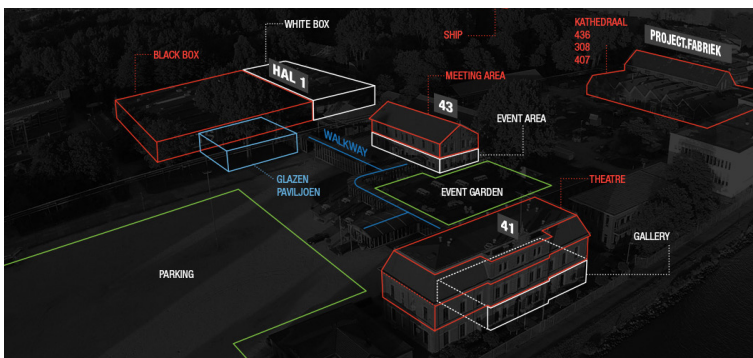 WHITE BOX
SHIP
KATHEDRAAL
436
308
407
PROJECT.FABRIEK
BLACK BOX
HAL 1
MEETING AREA
43
EVENT AREA
WALKWAY
GLAZEN
PAVILJOEN
EVENT GARDEN
THEATRE
41
GALLERY
PARKING